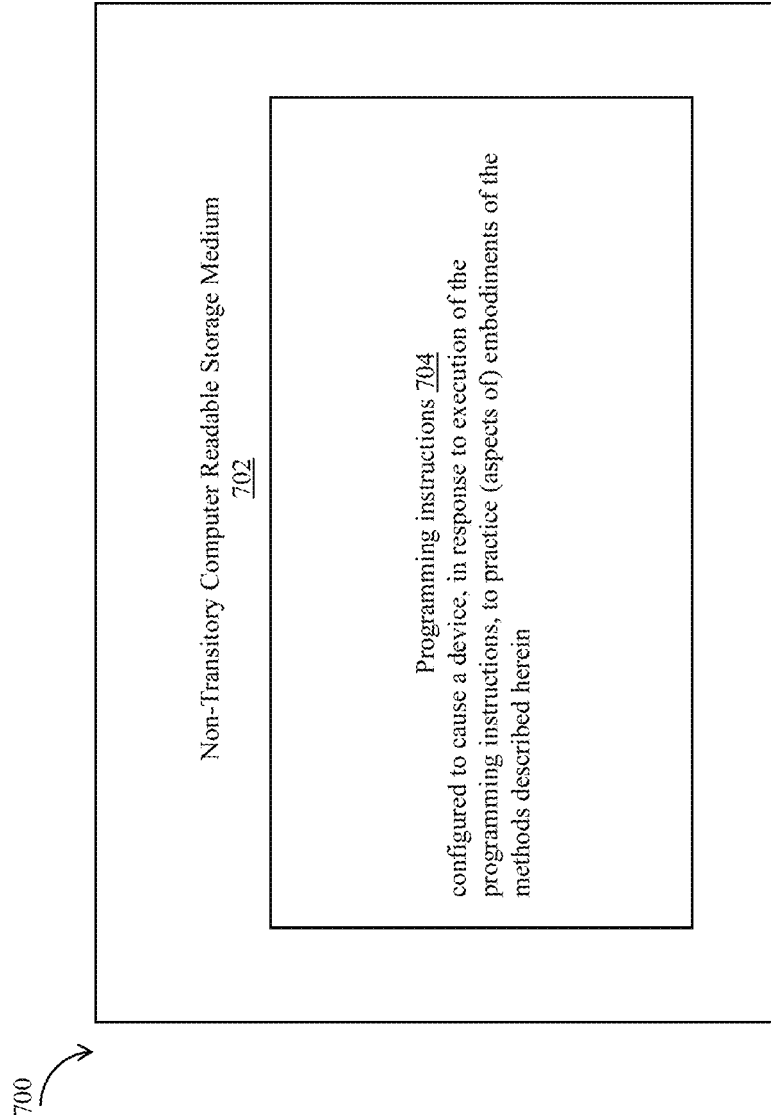 700
Non-Transitory Computer Readable Storage Medium
702
Programming instructions 704
configured to cause a device, in response to execution of the
programming instructions, to practice (aspects of) embodiments of the
methods described herein